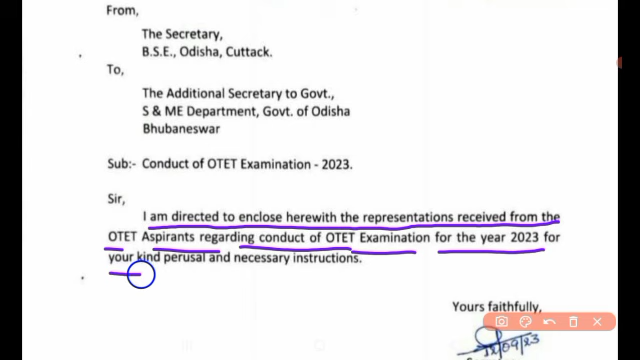 From,
The Secretary,
B.S.E., Odisha, Cuttack.
To,
The Additional Secretary to Govt.,
S & ME Department, Govt. of Odisha
Bhubaneswar
Sub:- Conduct of OTET Examination - 2023.
Sir,
I am directed to enclose herewith the representations received from the
OTET Aspirants regarding conduct of OTET Examination for the year 2023 for
your kind perusal and necessary instructions.
Yours faithfully,